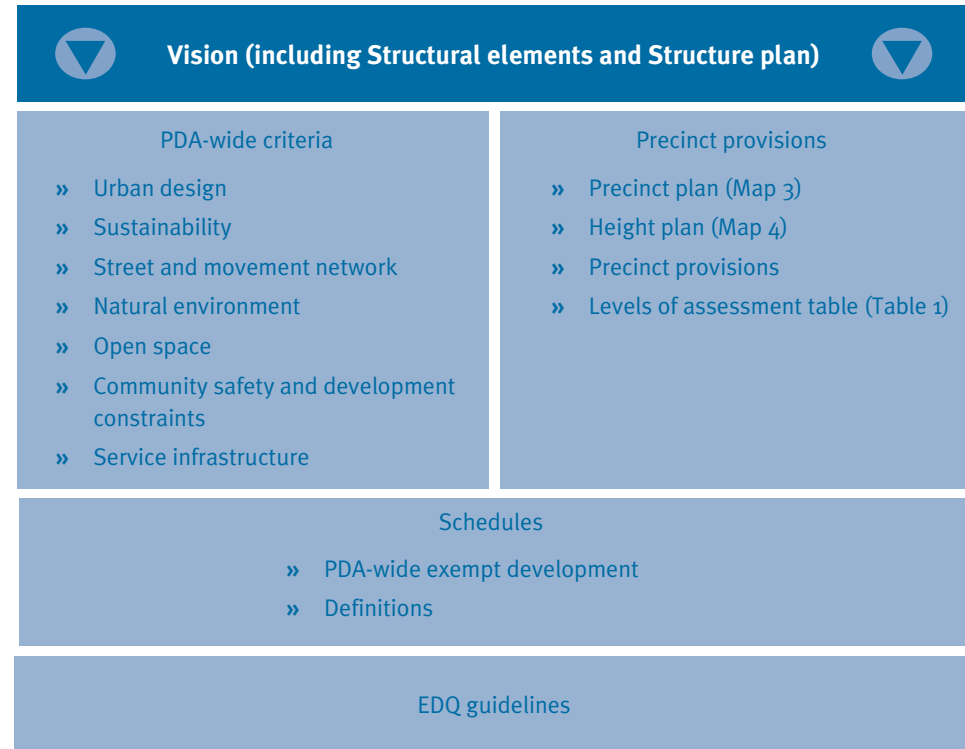 Vision (including Structural elements and Structure plan)
PDA-wide criteria
» Urban design
» Sustainability
» Street and movement network
» Natural environment
» Open space
» Community safety and development
constraints
» Service infrastructure
Precinct provisions
» Precinct plan (Map 3)
» Height plan (Map 4)
» Precinct provisions
» Levels of assessment table (Table 1)
Schedules
» PDA-wide exempt development
» Definitions
EDQ guidelines